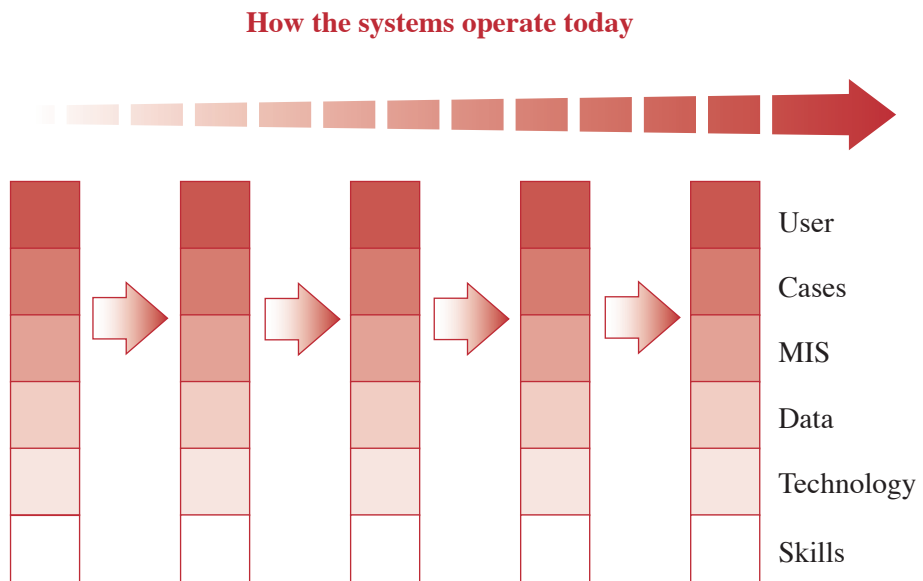 How the systems operate today
User
Cases
MIS
Data
Technology
Skills